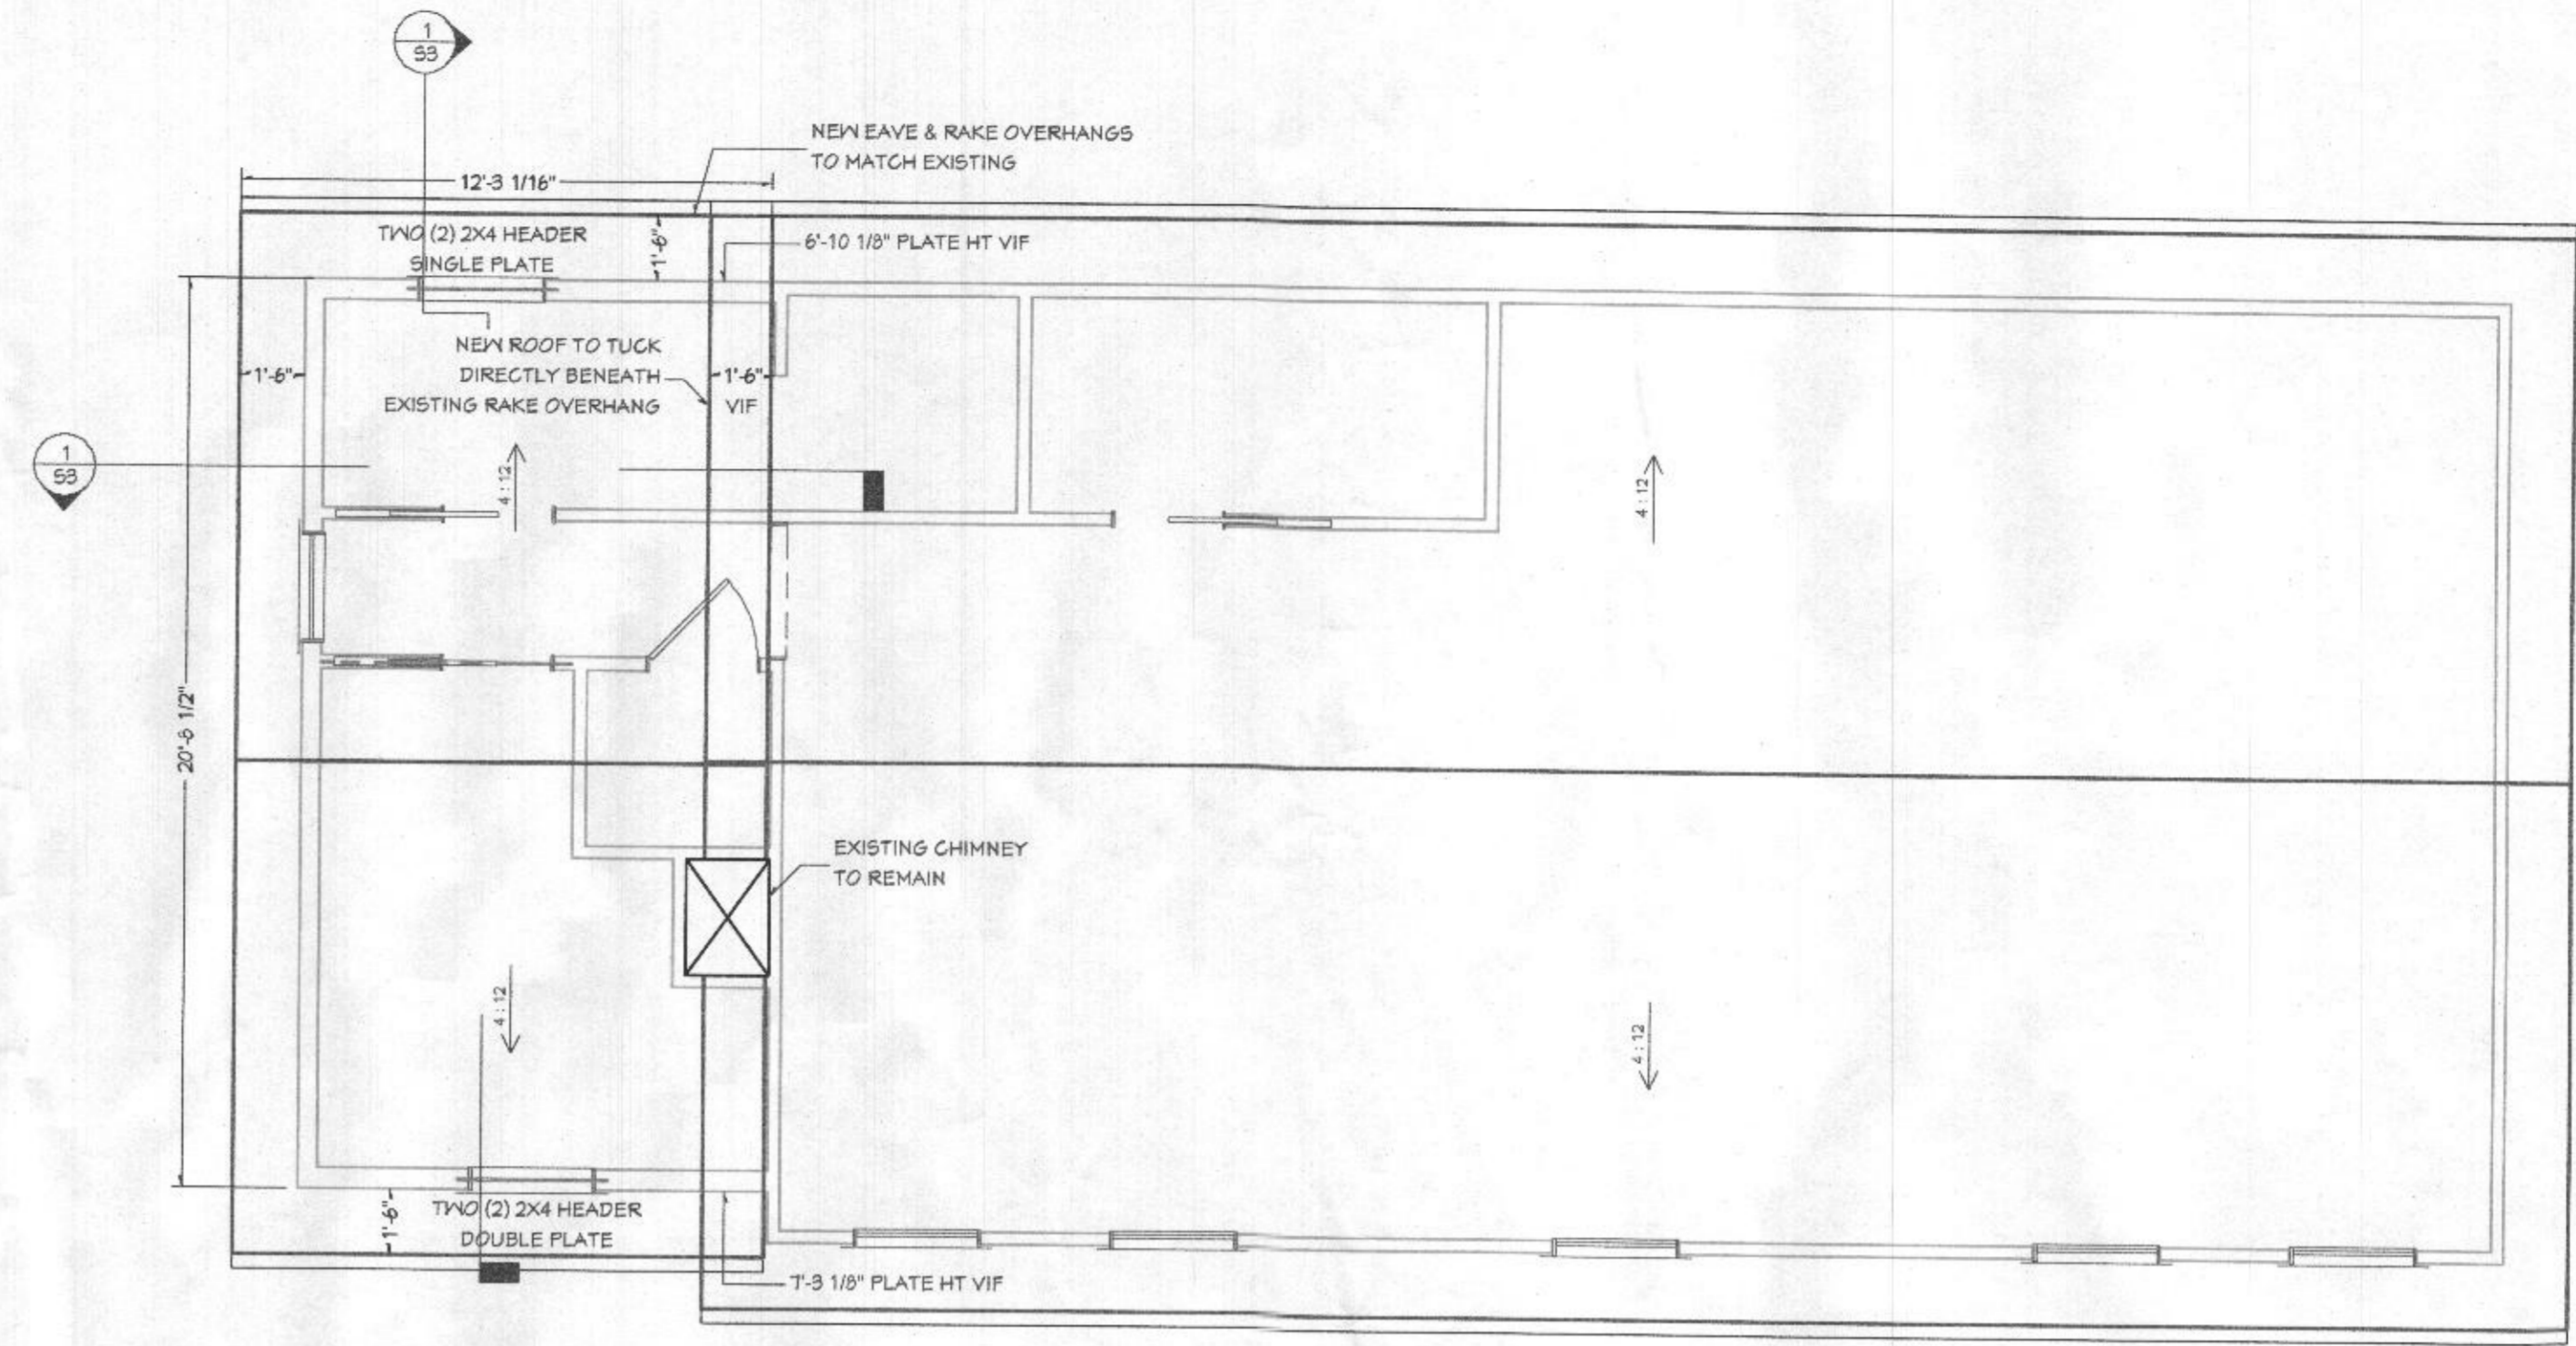 1
S3
NEW EAVE & RAKE OVERHANGS
TO MATCH EXISTING
12'-3 1/16"
TWO (2) 2X4 HEADER
SINGLE PLATE
1'-6"
6'-10 1/8" PLATE HT VIF
NEW ROOF TO TUCK
DIRECTLY BENEATH
EXISTING RAKE OVERHANG
1'-6"
1'-6"
VIF
1
S3
4 : 12
4 : 12
20'-8 1/2"
EXISTING CHIMNEY
TO REMAIN
4 : 12
4 : 12
1'-6"
TWO (2) 2X4 HEADER
DOUBLE PLATE
7'-3 1/8" PLATE HT VIF